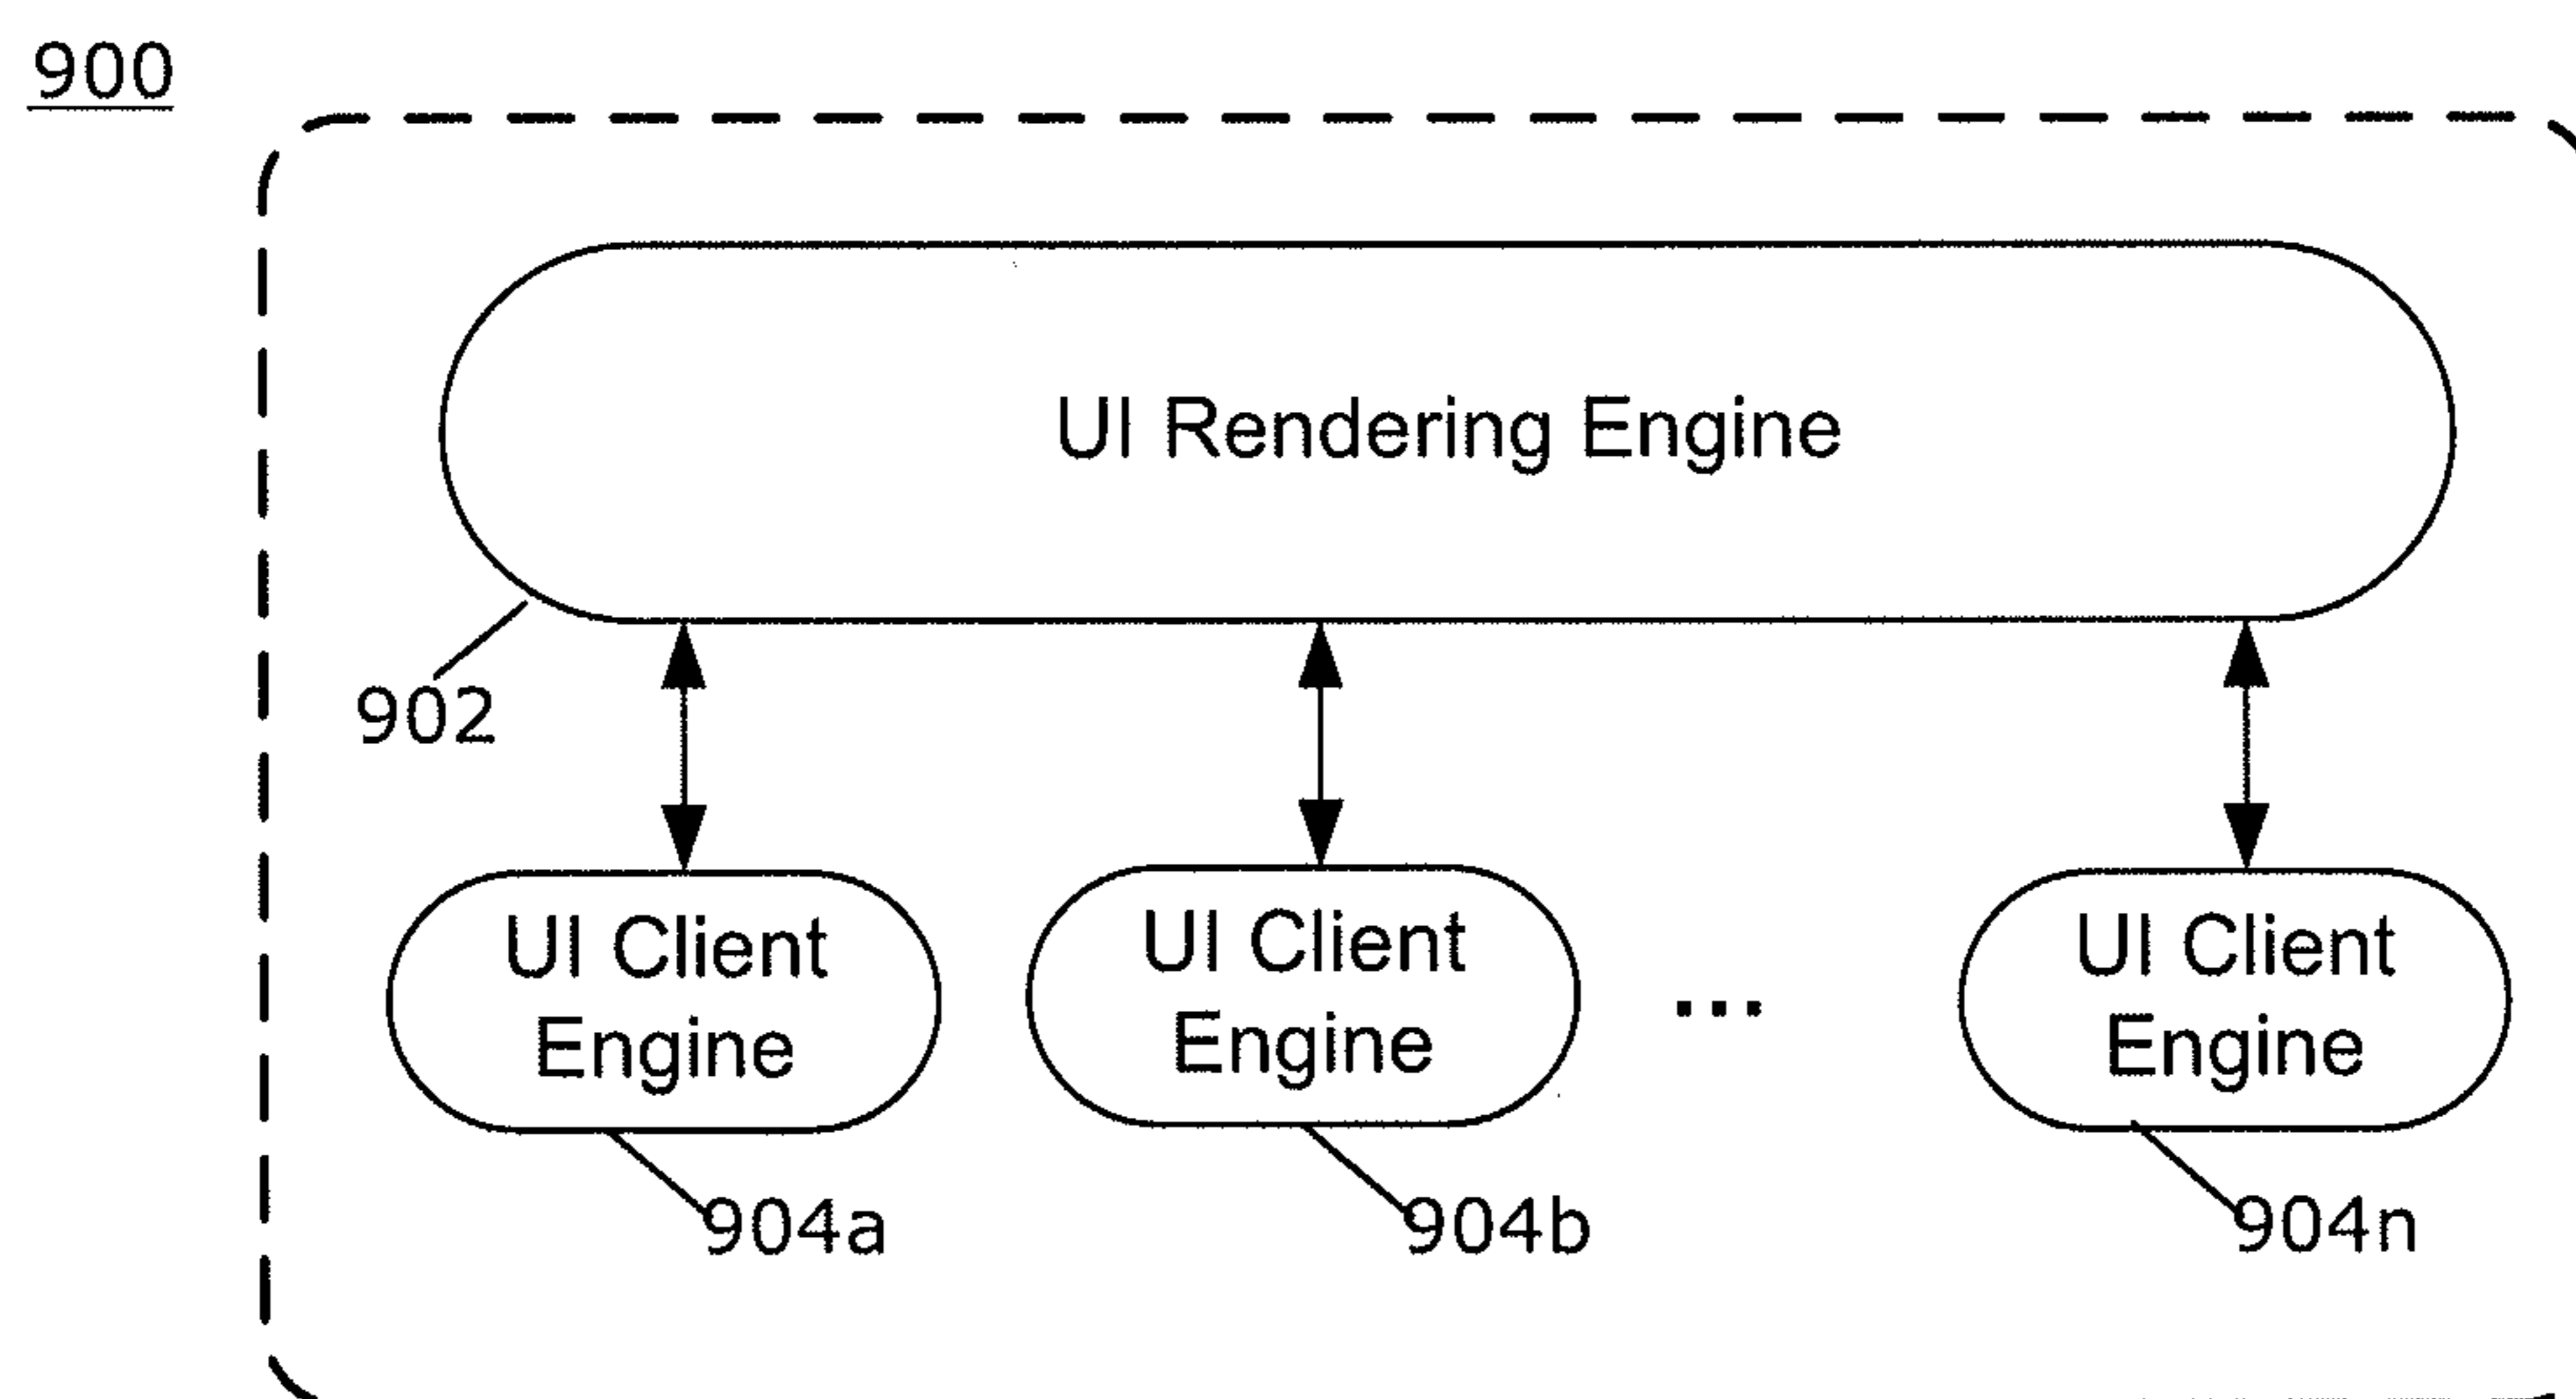 900
UI Rendering Engine
902
UI Client
Engine
UI Client
Engine
...
UI Client
Engine
904a
904b
904n